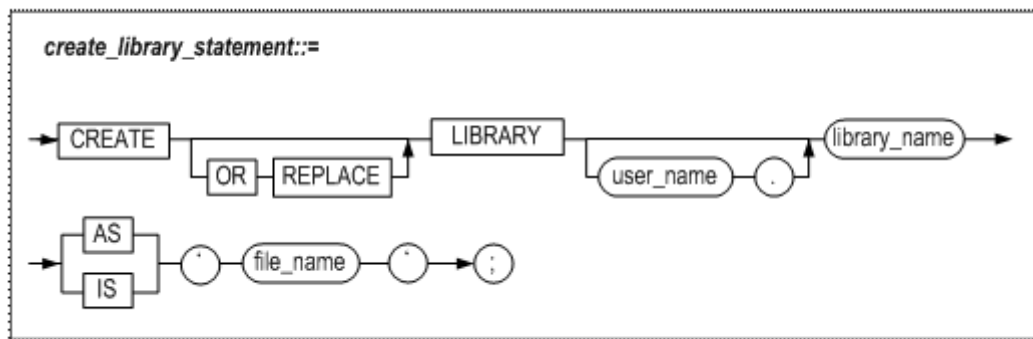 create_library_statement::=
CREATE OR REPLACE LIBRARY user_name . library_name
AS IS ' file_name ' ;